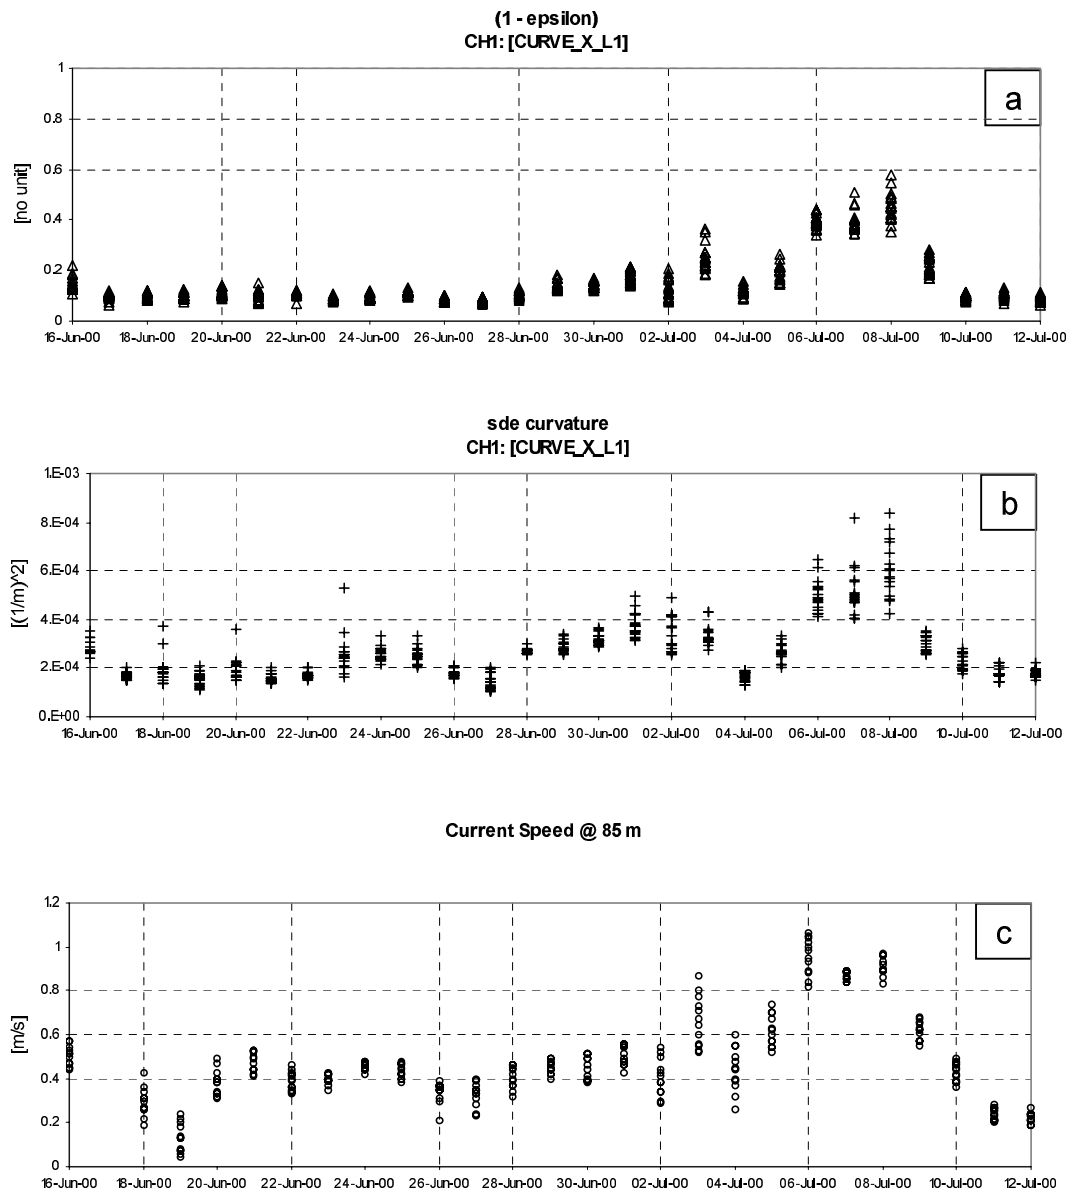 (1 - epsilon)
CH1: [CURVE_X_L1]
a
[no unit]
1
0.8
0.6
0.4
0.2
0
16-Jun-00 18-Jun-00 20-Jun-00 22-Jun-00 24-Jun-00 26-Jun-00 28-Jun-00 30-Jun-00 02-Jul-00 04-Jul-00 06-Jul-00 08-Jul-00 10-Jul-00 12-Jul-00
sde curvature
CH1: [CURVE_X_L1]
b
[(1/m)^2]
1.E-03
8.E-04
6.E-04
4.E-04
2.E-04
0.E+00
16-Jun-00 18-Jun-00 20-Jun-00 22-Jun-00 24-Jun-00 26-Jun-00 28-Jun-00 30-Jun-00 02-Jul-00 04-Jul-00 06-Jul-00 08-Jul-00 10-Jul-00 12-Jul-00
Current Speed @ 85 m
c
[m/s]
1.2
1
0.8
0.6
0.4
0.2
0
16-Jun-00 18-Jun-00 20-Jun-00 22-Jun-00 24-Jun-00 26-Jun-00 28-Jun-00 30-Jun-00 02-Jul-00 04-Jul-00 06-Jul-00 08-Jul-00 10-Jul-00 12-Jul-00